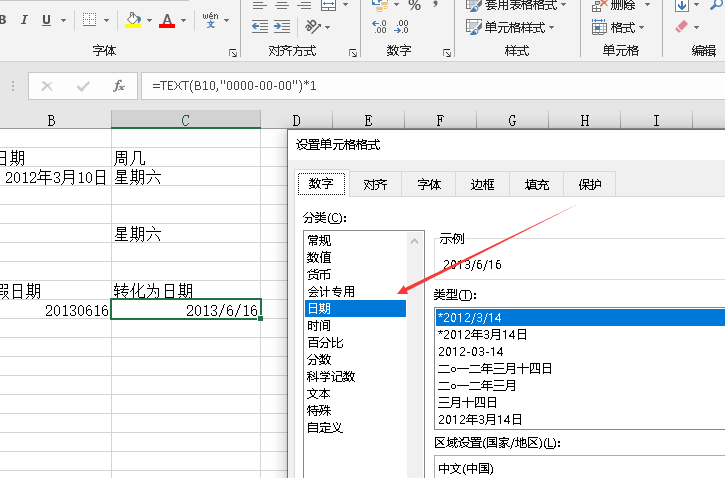 套用表格格式
删除
B I U A wén 文
% ,
单元格格式
格式
字体
对齐方式
数字
样式
单元格
编辑
fx =TEXT(B10,"0000-00-00")*1
B C D E F G H I
日期 周几
2012年3月10日 星期六
星期六
假日期 转化为日期
20130616 2013/6/16
设置单元格格式
数字 对齐 字体 边框 填充 保护
分类(C):
常规
数值
货币
会计专用
日期
时间
百分比
分数
科学记数
文本
特殊
自定义
示例
2013/6/16
类型(T):
*2012/3/14
*2012年3月14日
2012-03-14
二○一二年三月十四日
二○一二年三月
三月十四日
2012年3月14日
区域设置(国家/地区)(L):
中文(中国)